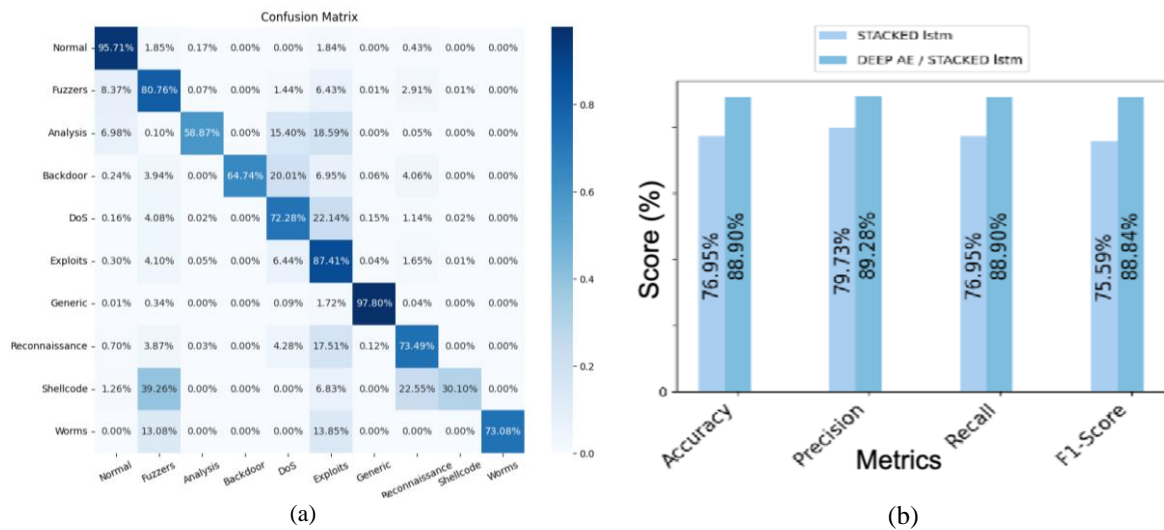 Confusion Matrix
Normal 95.71% 1.85% 0.17% 0.00% 0.00% 1.84% 0.00% 0.43% 0.00% 0.00%
Fuzzers 8.37% 80.76% 0.07% 0.00% 1.44% 6.43% 0.01% 2.91% 0.01% 0.00%
Analysis 6.98% 0.10% 58.87% 0.00% 15.40% 18.59% 0.00% 0.05% 0.00% 0.00%
Backdoor 0.24% 3.94% 0.00% 64.74% 20.01% 6.95% 0.06% 4.06% 0.00% 0.00%
DoS 0.16% 4.08% 0.02% 0.00% 72.28% 22.14% 0.15% 1.14% 0.02% 0.00%
Exploits 0.30% 4.10% 0.05% 0.00% 6.44% 87.41% 0.04% 1.65% 0.01% 0.00%
Generic 0.01% 0.34% 0.00% 0.00% 0.09% 1.72% 97.80% 0.04% 0.00% 0.00%
Reconnaissance 0.70% 3.87% 0.03% 0.00% 4.28% 17.51% 0.12% 73.49% 0.00% 0.00%
Shellcode 1.26% 39.26% 0.00% 0.00% 0.00% 6.83% 0.00% 22.55% 30.10% 0.00%
Worms 0.00% 13.08% 0.00% 0.00% 0.00% 13.85% 0.00% 0.00% 0.00% 73.08%
Normal Fuzzers Analysis Backdoor DoS Exploits Generic Reconnaissance Shellcode Worms
0.8
0.6
0.4
0.2
0.0
(a)
STACKED lstm
DEEP AE / STACKED lstm
Score (%)
0
76.95%
88.90%
79.73%
89.28%
76.95%
88.90%
75.59%
88.84%
Accuracy Precision Recall F1-Score
Metrics
(b)